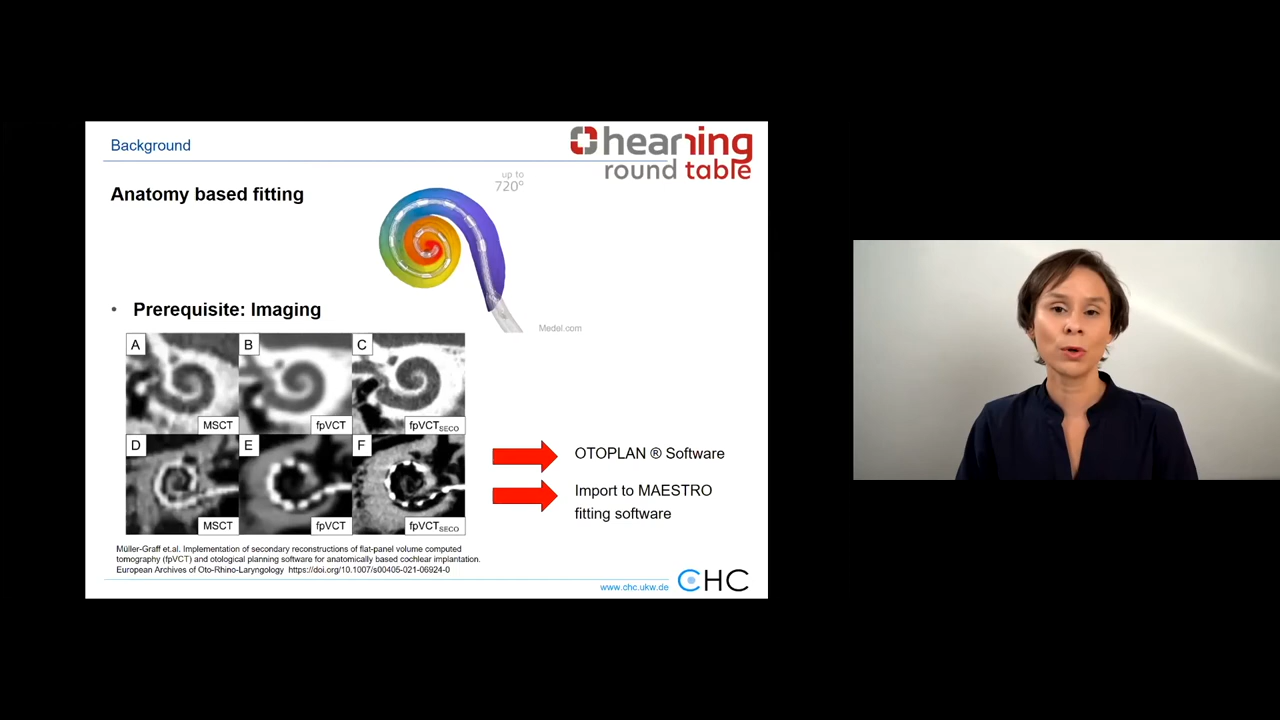 Background
hearring
round table
up to
720°
Anatomy based fitting
• Prerequisite: Imaging
Medel.com
A B C
MSCT fpVCT fpVCTSECO
D E F
MSCT fpVCT fpVCTSECO
OTOPLAN ® Software
Import to MAESTRO
fitting software
Müller-Graff et.al. Implementation of secondary reconstructions of flat-panel volume computed
tomography (fpVCT) and otological planning software for anatomically based cochlear implantation.
European Archives of Oto-Rhino-Laryngology https://doi.org/10.1007/s00405-021-06924-0
www.chc.ukw.de CHC